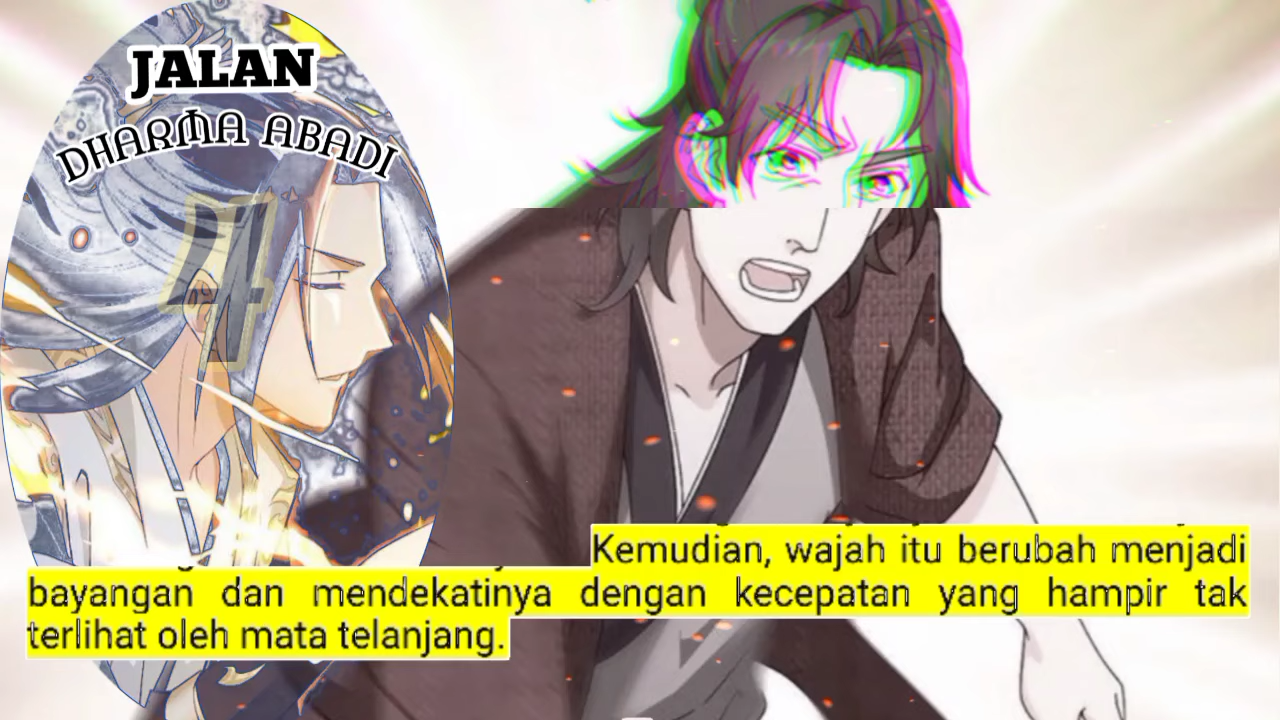 JALAN
DHARMA ABADI
4
Kemudian, wajah itu berubah menjadi
bayangan dan mendekatinya dengan kecepatan yang hampir tak
terlihat oleh mata telanjang.